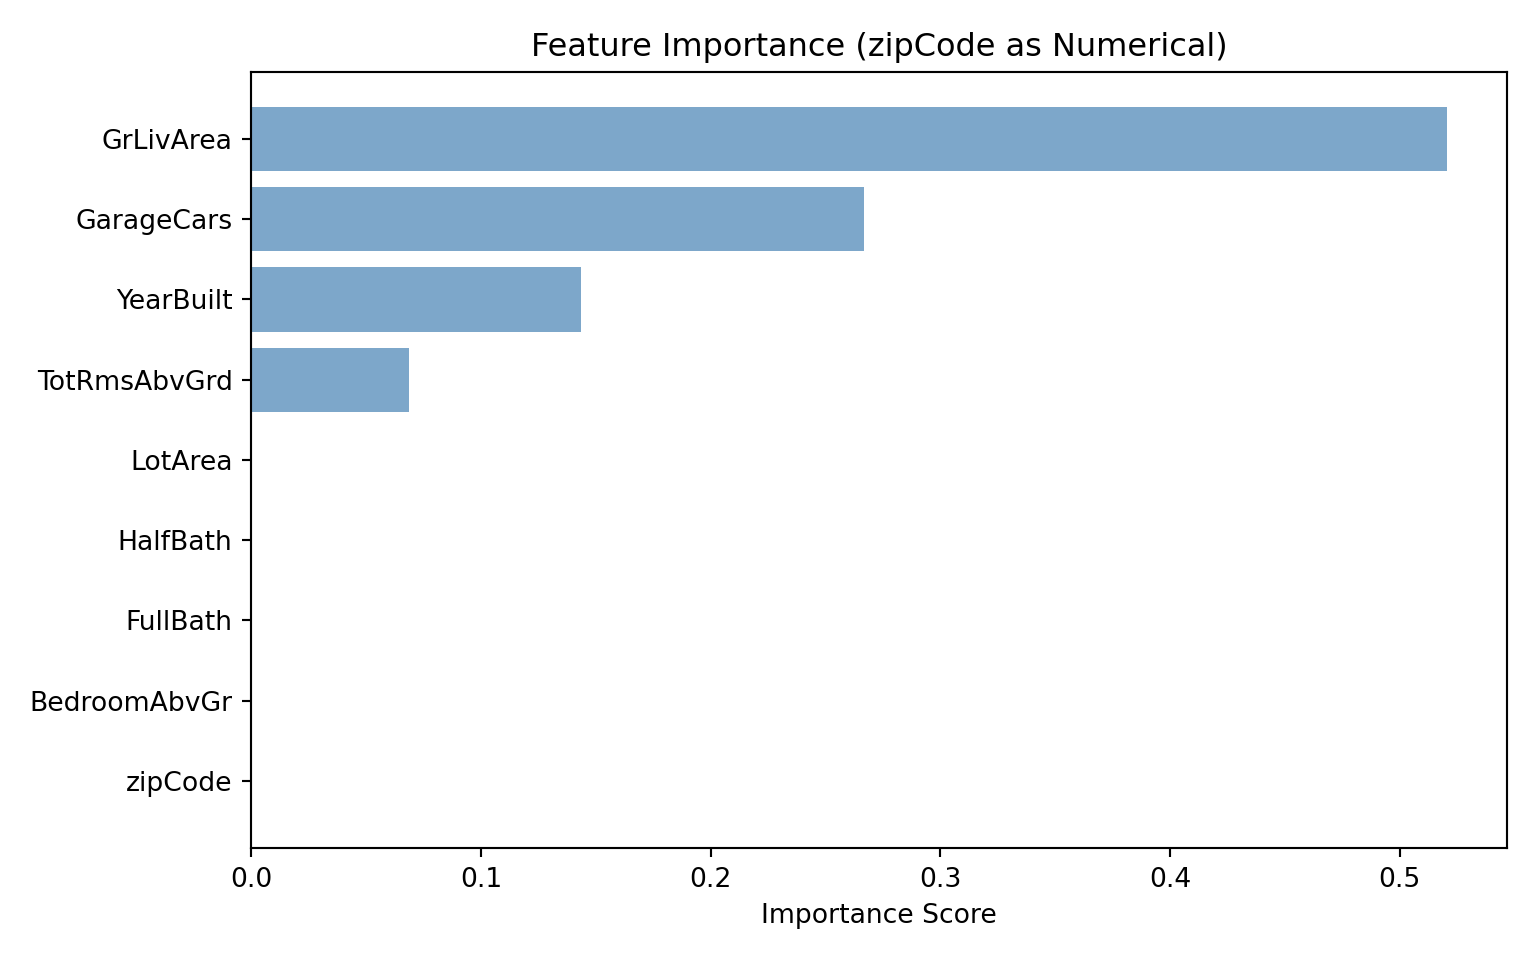 Feature Importance (zipCode as Numerical)
GrLivArea
GarageCars
YearBuilt
TotRmsAbvGrd
LotArea
HalfBath
FullBath
BedroomAbvGr
zipCode
0.0 0.1 0.2 0.3 0.4 0.5
Importance Score